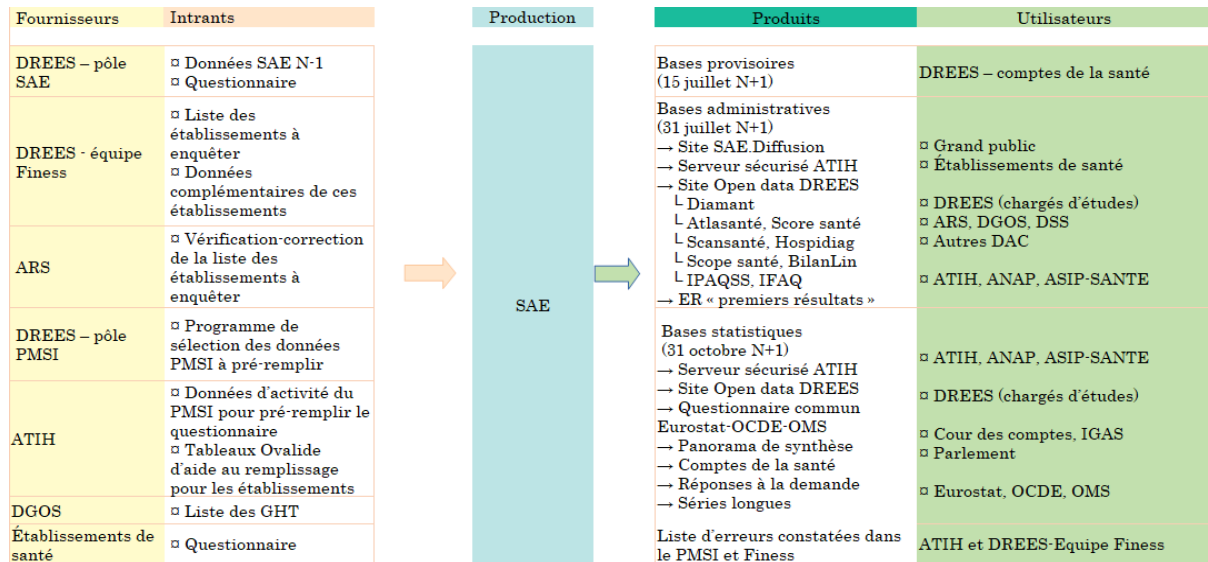 Fournisseurs
Intrants
Production
Produits
Utilisateurs
DREES – pôle
SAE
¤ Données SAE N-1
¤ Questionnaire
DREES - équipe
Finess
¤ Liste des
établissements à
enquêter
¤ Données
complémentaires de ces
établissements
ARS
¤ Vérification-correction
de la liste des
établissements à
enquêter
DREES – pôle
PMSI
¤ Programme de
sélection des données
PMSI à pré-remplir
ATIH
¤ Données d'activité du
PMSI pour pré-remplir le
questionnaire
¤ Tableaux Ovalide
d'aide au remplissage
pour les établissements
DGOS
¤ Liste des GHT
Établissements de
santé
¤ Questionnaire
SAE
Bases provisoires
(15 juillet N+1)
DREES – comptes de la santé
Bases administratives
(31 juillet N+1)
→ Site SAE.Diffusion
→ Serveur sécurisé ATIH
→ Site Open data DREES
└ Diamant
└ Atlasanté, Score santé
└ Scansanté, Hospidiag
└ Scope santé, BilanLin
└ IPAQSS, IFAQ
→ ER « premiers résultats »
¤ Grand public
¤ Établissements de santé
¤ DREES (chargés d'études)
¤ ARS, DGOS, DSS
¤ Autres DAC
¤ ATIH, ANAP, ASIP-SANTE
Bases statistiques
(31 octobre N+1)
→ Serveur sécurisé ATIH
→ Site Open data DREES
→ Questionnaire commun
Eurostat-OCDE-OMS
→ Panorama de synthèse
→ Comptes de la santé
→ Réponses à la demande
→ Séries longues
¤ ATIH, ANAP, ASIP-SANTE
¤ DREES (chargés d'études)
¤ Cour des comptes, IGAS
¤ Parlement
¤ Eurostat, OCDE, OMS
Liste d'erreurs constatées dans
le PMSI et Finess
ATIH et DREES-Equipe Finess